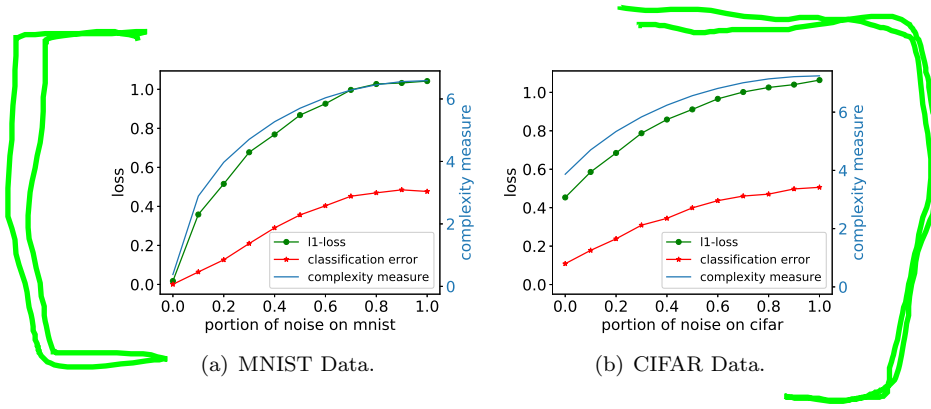 1.0
0.8
0.6
0.4
0.2
0.0
loss
6
4
2
0
complexity measure
l1-loss
classification error
complexity measure
0.0 0.2 0.4 0.6 0.8 1.0
portion of noise on mnist
(a) MNIST Data.
1.0
0.8
0.6
0.4
0.2
0.0
loss
6
4
2
0
complexity measure
l1-loss
classification error
complexity measure
0.0 0.2 0.4 0.6 0.8 1.0
portion of noise on cifar
(b) CIFAR Data.